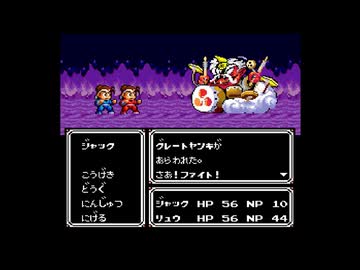 ジャック
こうげき
どうぐ
にんじゅつ
にげる
グレートヤンキが
あらわれた。
さあ!ファイト!
ジャック HP 56 NP 10
リュウ HP 56 NP 44